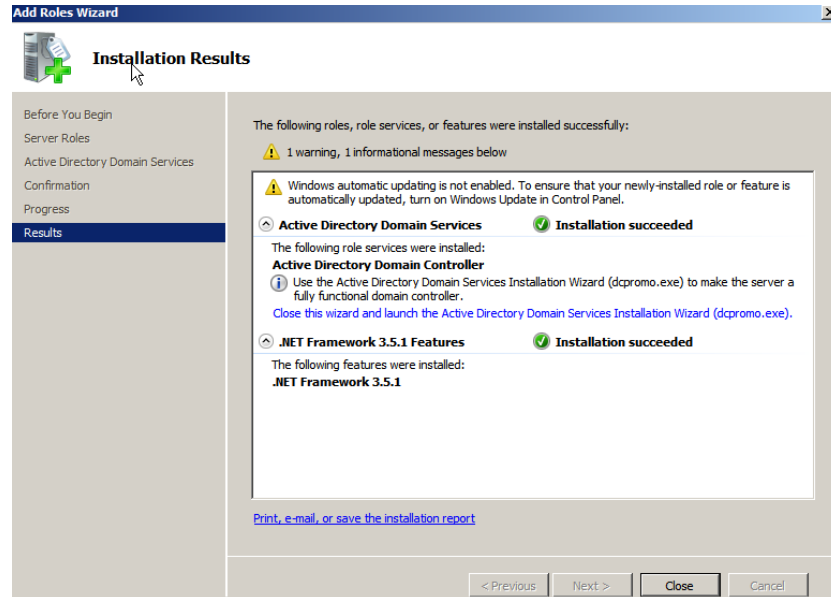 Add Roles Wizard
Installation Results
Before You Begin
Server Roles
Active Directory Domain Services
Confirmation
Progress
Results
The following roles, role services, or features were installed successfully:
1 warning, 1 informational messages below
Windows automatic updating is not enabled. To ensure that your newly-installed role or feature is
automatically updated, turn on Windows Update in Control Panel.
Active Directory Domain Services Installation succeeded
The following role services were installed:
Active Directory Domain Controller
Use the Active Directory Domain Services Installation Wizard (dcpromo.exe) to make the server a
fully functional domain controller.
Close this wizard and launch the Active Directory Domain Services Installation Wizard (dcpromo.exe).
.NET Framework 3.5.1 Features Installation succeeded
The following features were installed:
.NET Framework 3.5.1
Print, e-mail, or save the installation report
< Previous Next > Close Cancel